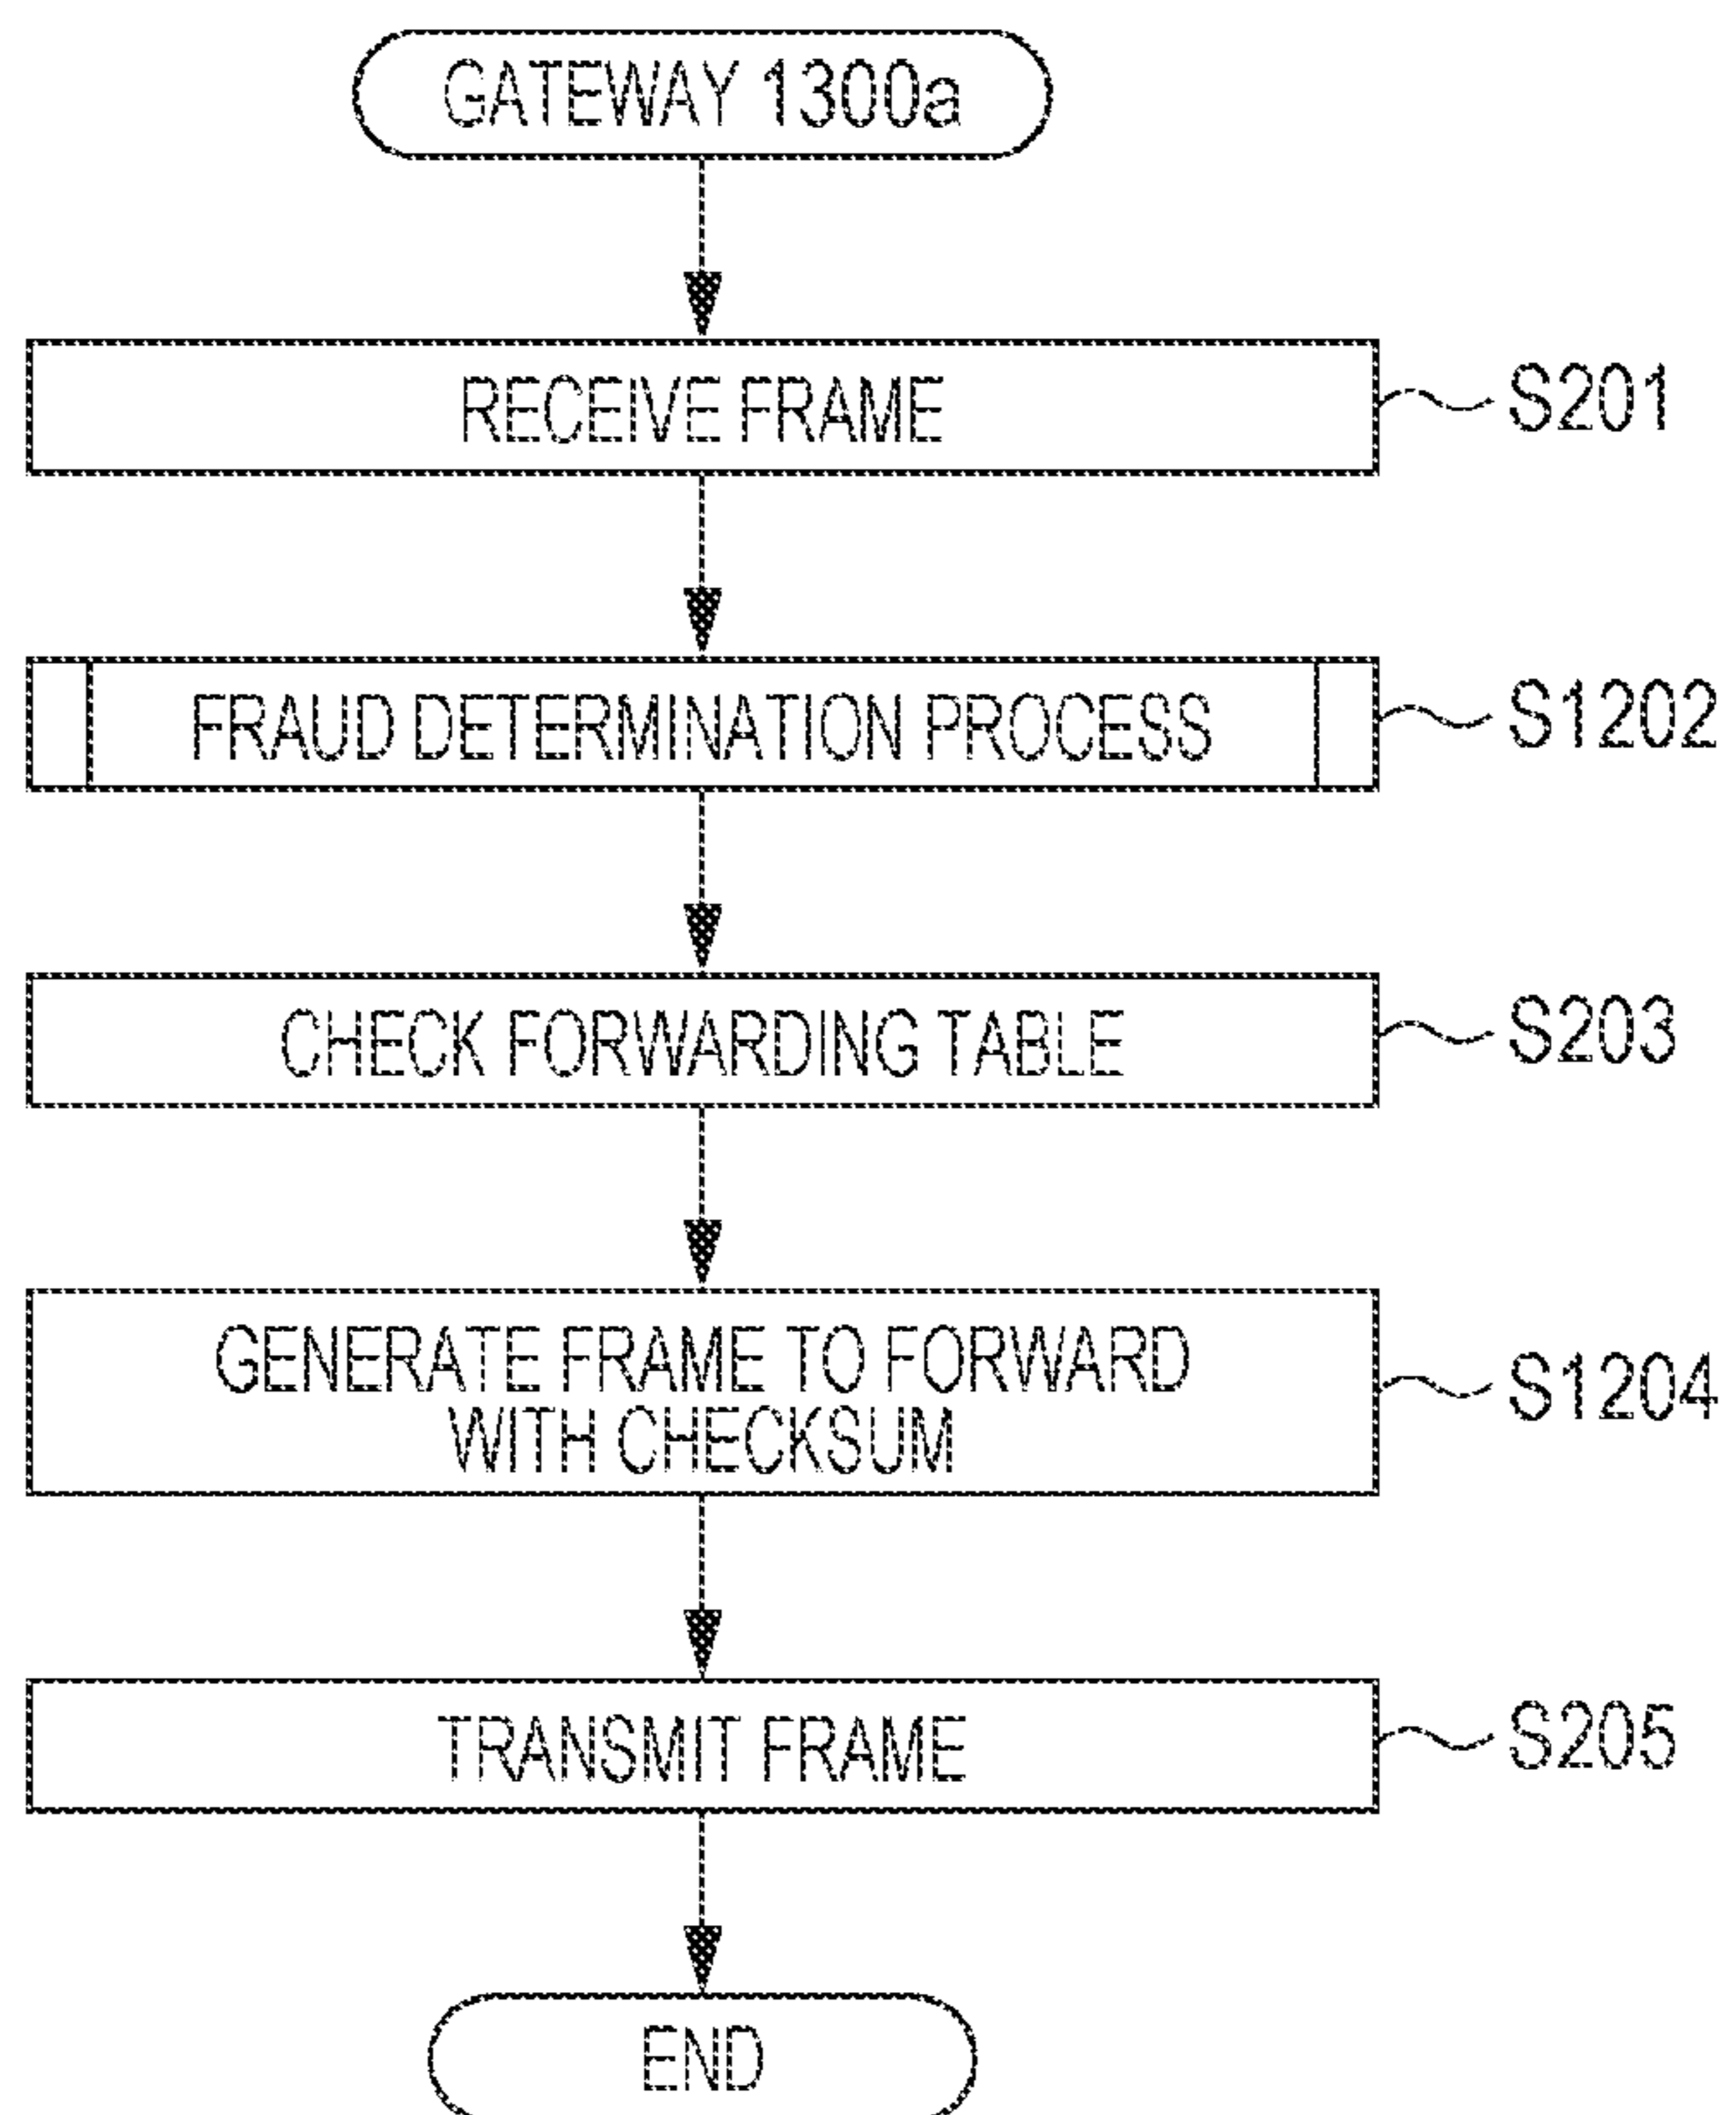 GATEWAY 1300a
RECEIVE FRAME
S201
FRAUD DETERMINATION PROCESS
S1202
CHECK FORWARDING TABLE
S203
GENERATE FRAME TO FORWARD
WITH CHECKSUM
S1204
TRANSMIT FRAME
S205
END